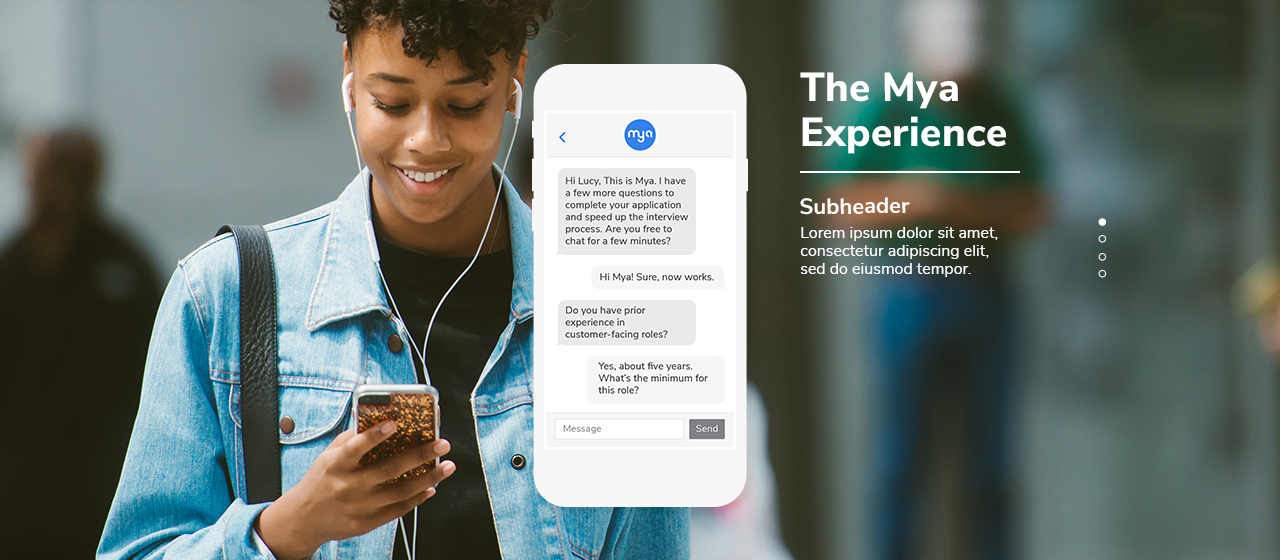 mya
Hi Lucy, This is Mya. I have
a few more questions to
complete your application
and speed up the interview
process. Are you free to
chat for a few minutes?
Hi Mya! Sure, now works.
Do you have prior
experience in
customer-facing roles?
Yes, about five years.
What's the minimum for
this role?
Message
Send
The Mya
Experience
Subheader
Lorem ipsum dolor sit amet,
consectetur adipiscing elit,
sed do eiusmod tempor.